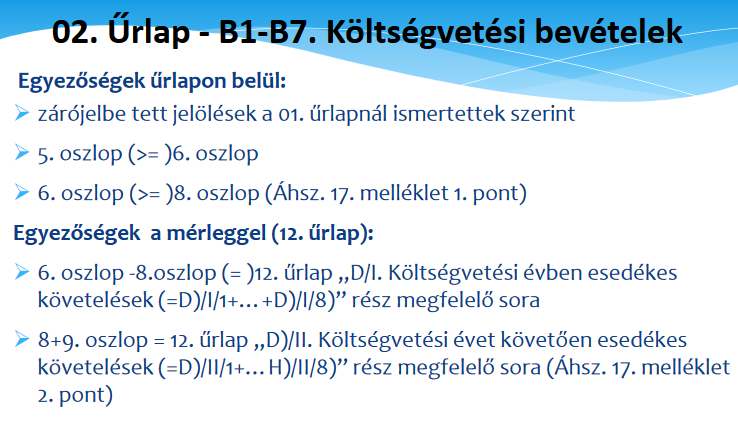 02. Űrlap - B1-B7. Költségvetési bevételek
Egyezőségek űrlapon belül:
➢ zárójelbe tett jelölések a 01. űrlapnál ismertettek szerint
➢ 5. oszlop (>= )6. oszlop
➢ 6. oszlop (>= )8. oszlop (Áhsz. 17. melléklet 1. pont)
Egyezőségek  a mérleggel (12. űrlap):
➢ 6. oszlop -8.oszlop (= )12. űrlap „D/I. Költségvetési évben esedékes
követelések (=D)/I/1+… +D)/I/8)” rész megfelelő sora
➢ 8+9. oszlop = 12. űrlap „D)/II. Költségvetési évet követően esedékes
követelések (=D)/II/1+… H)/II/8)” rész megfelelő sora (Áhsz. 17. melléklet
2. pont)